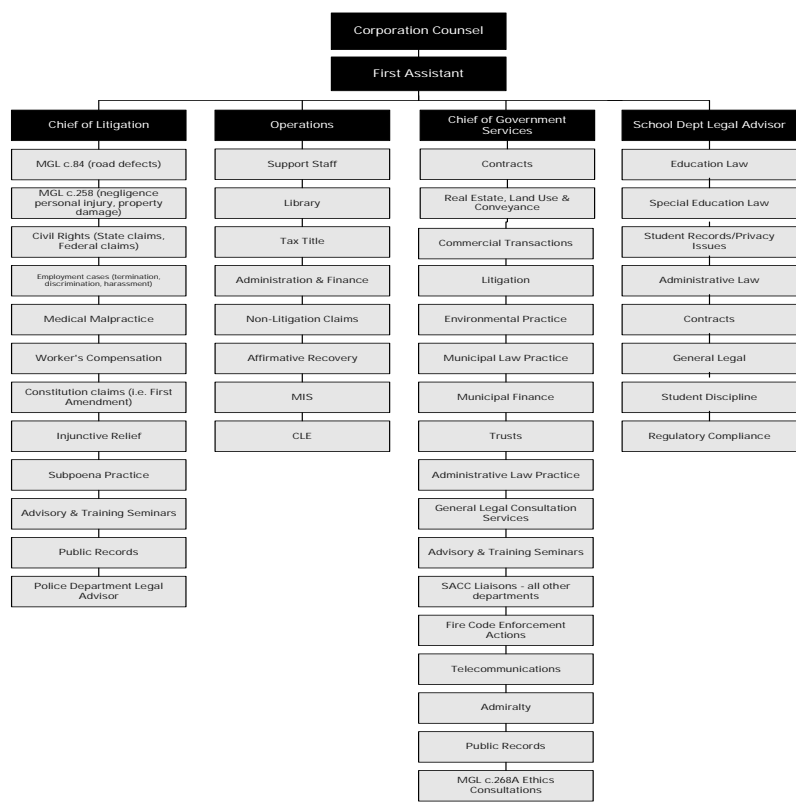 Corporation Counsel
First Assistant
Chief of Litigation
MGL c.84 (road defects)
MGL c.258 (negligence
personal injury, property
damage)
Civil Rights (State claims,
Federal claims)
Employment cases (termination,
discrimination, harassment)
Medical Malpractice
Worker's Compensation
Constitution claims (i.e. First
Amendment)
Injunctive Relief
Subpoena Practice
Advisory & Training Seminars
Public Records
Police Department Legal
Advisor
Operations
Support Staff
Library
Tax Title
Administration & Finance
Non-Litigation Claims
Affirmative Recovery
MIS
CLE
Chief of Government
Services
Contracts
Real Estate, Land Use &
Conveyance
Commercial Transactions
Litigation
Environmental Practice
Municipal Law Practice
Municipal Finance
Trusts
Administrative Law Practice
General Legal Consultation
Services
Advisory & Training Seminars
SACC Liaisons - all other
departments
Fire Code Enforcement
Actions
Telecommunications
Admiralty
Public Records
MGL c.268A Ethics
Consultations
School Dept Legal Advisor
Education Law
Special Education Law
Student Records/Privacy
Issues
Administrative Law
Contracts
General Legal
Student Discipline
Regulatory Compliance